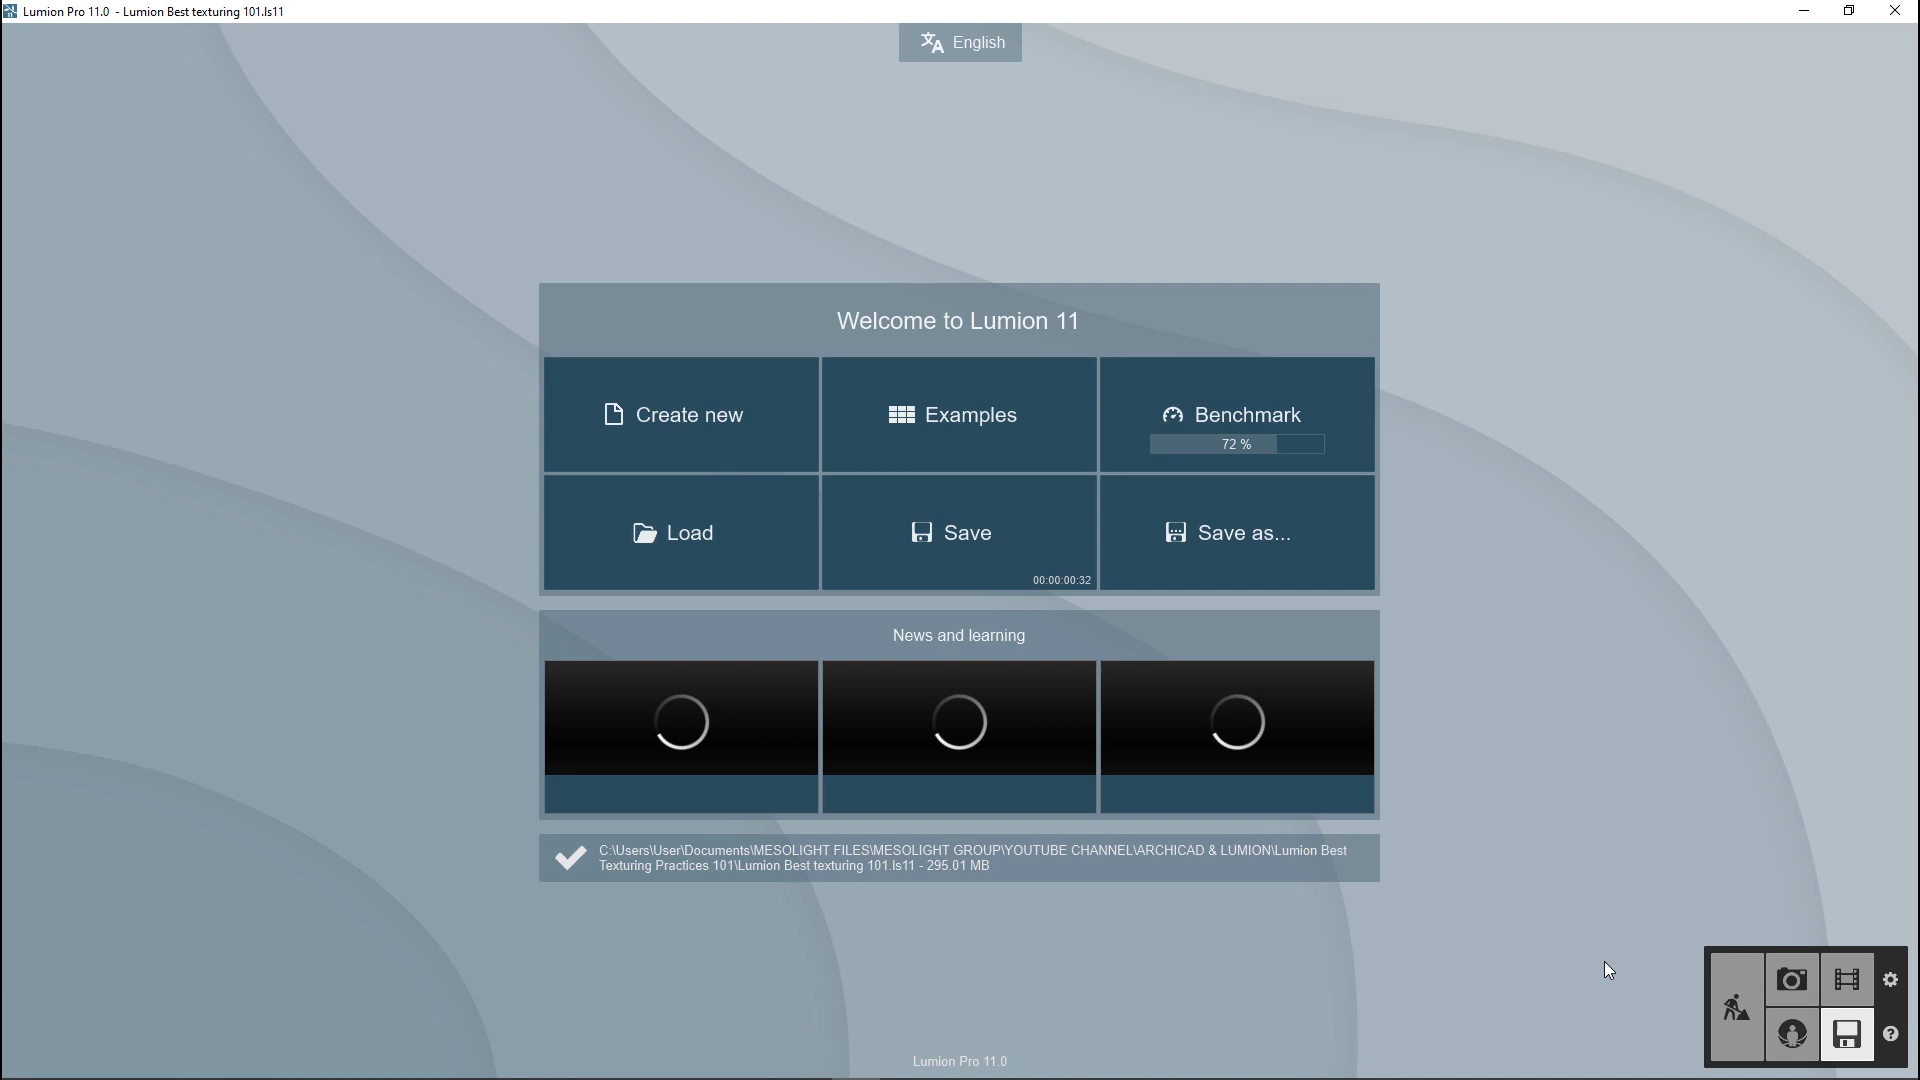 Lumion Pro 11.0 - Lumion Best texturing 101.ls11
English
Welcome to Lumion 11
Create new
Examples
Benchmark
72 %
Load
Save
00:00:00:32
Save as...
News and learning
C:\Users\User\Documents\MESOLIGHT FILES\MESOLIGHT GROUP\YOUTUBE CHANNEL\ARCHICAD & LUMION\Lumion Best
Texturing Practices 101\Lumion Best texturing 101.ls11 - 295.01 MB
Lumion Pro 11.0